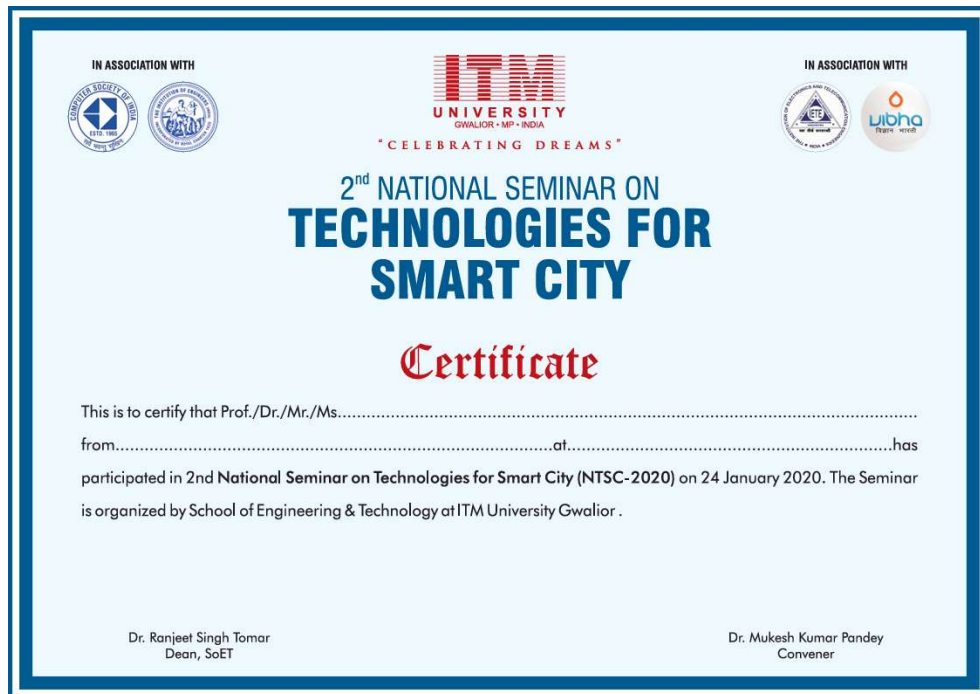 IN ASSOCIATION WITH
COMPUTER SOCIETY OF INDIA
ESTD. 1965
ITM
UNIVERSITY
GWALIOR • MP • INDIA
"CELEBRATING DREAMS"
IN ASSOCIATION WITH
IETE
vibha
विज्ञान भारती
2nd NATIONAL SEMINAR ON
TECHNOLOGIES FOR
SMART CITY
Certificate
This is to certify that Prof./Dr./Mr./Ms.......................................................................................................................
from...........................................................................................at...................................................................has
participated in 2nd National Seminar on Technologies for Smart City (NTSC-2020) on 24 January 2020. The Seminar
is organized by School of Engineering & Technology at ITM University Gwalior .
Dr. Ranjeet Singh Tomar
Dean, SoET
Dr. Mukesh Kumar Pandey
Convener